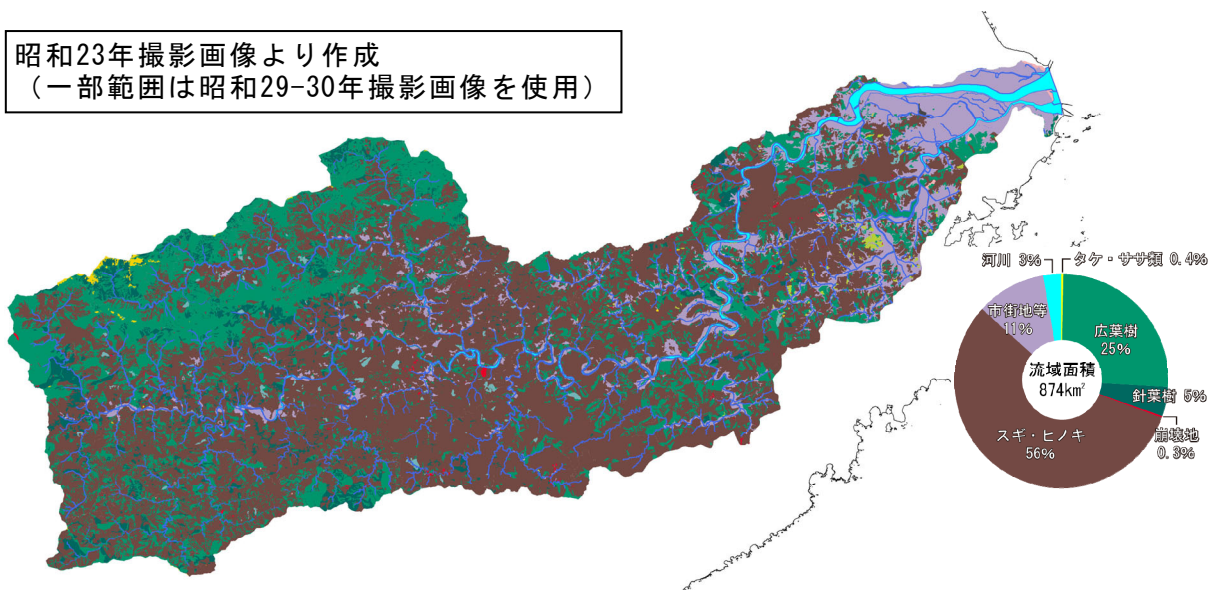 昭和23年撮影画像より作成
（一部範囲は昭和29-30年撮影画像を使用）
河川 3%
タケ・ササ類 0.4%
市街地等
11%
広葉樹
25%
流域面積
874km²
針葉樹 5%
崩壊地
0.3%
スギ・ヒノキ
56%